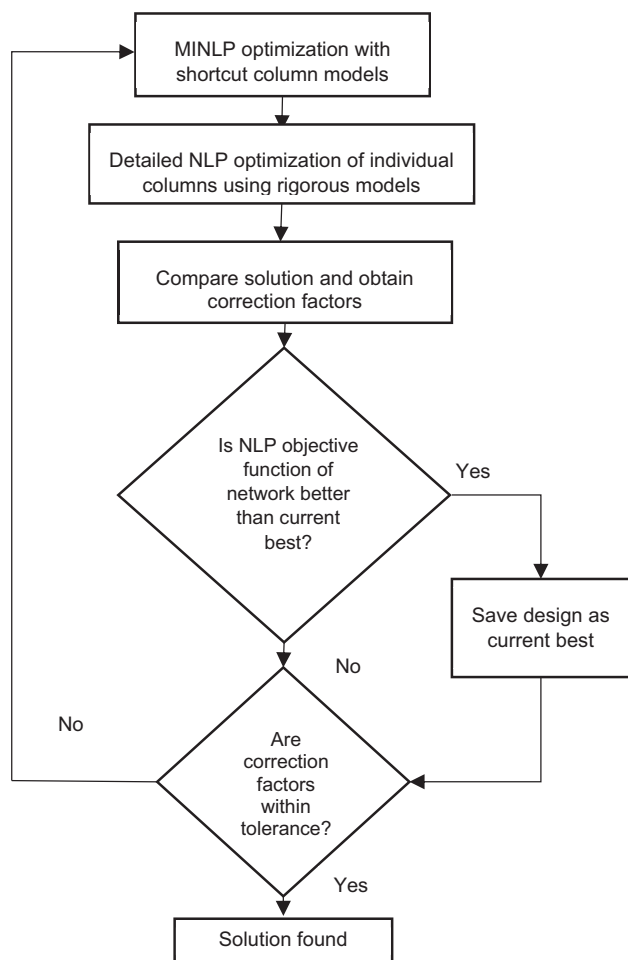 MINLP optimization with
shortcut column models
Detailed NLP optimization of individual
columns using rigorous models
Compare solution and obtain
correction factors
Is NLP objective
function of
network better
than current
best?
Yes
Save design as
current best
No
No
Are
correction
factors
within
tolerance?
Yes
Solution found